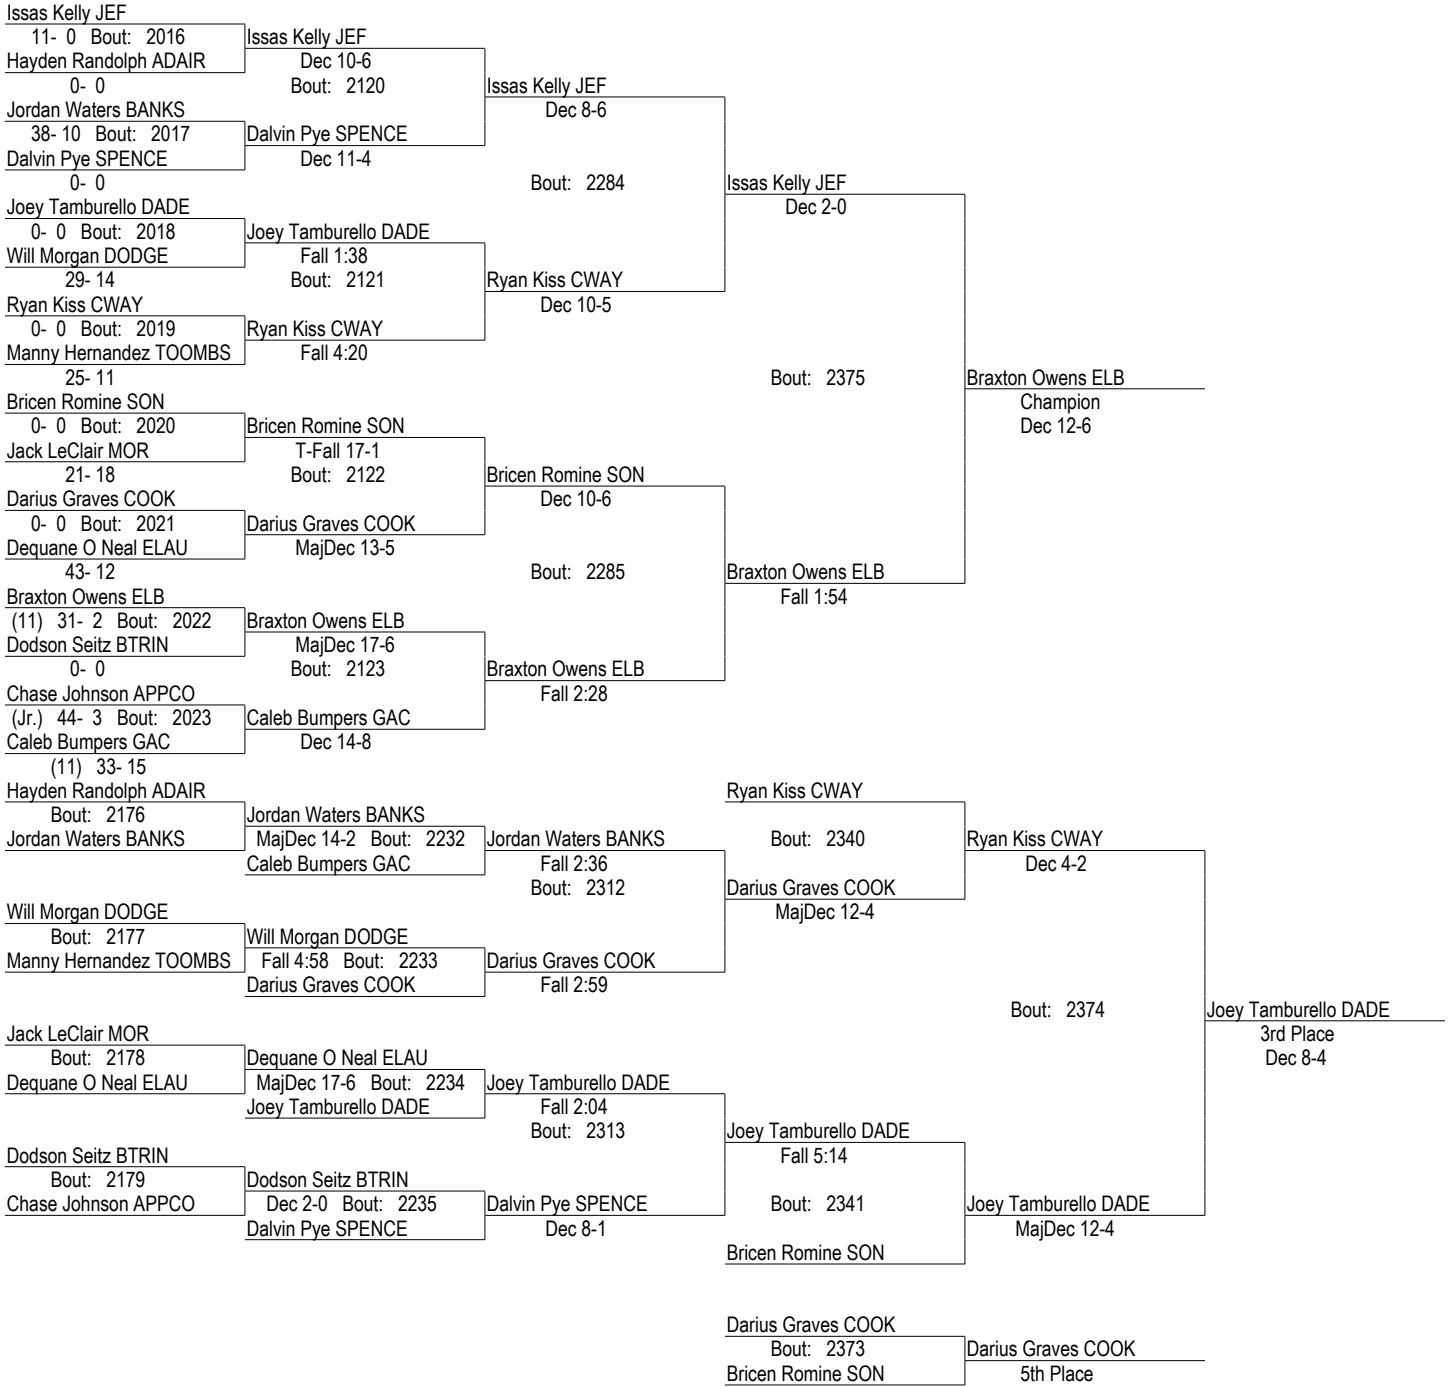 Issas Kelly JEF
11- 0 Bout: 2016 Issas Kelly JEF
Hayden Randolph ADAIR Dec 10-6
0- 0 Bout: 2120 Issas Kelly JEF
Jordan Waters BANKS Dec 8-6
38- 10 Bout: 2017 Dalvin Pye SPENCE
Dalvin Pye SPENCE Dec 11-4
0- 0 Bout: 2284 Issas Kelly JEF
Joey Tamburello DADE Dec 2-0
0- 0 Bout: 2018 Joey Tamburello DADE
Will Morgan DODGE Fall 1:38
29- 14 Bout: 2121 Ryan Kiss CWAY
Ryan Kiss CWAY Dec 10-5
0- 0 Bout: 2019 Ryan Kiss CWAY
Manny Hernandez TOOMBS Fall 4:20
25- 11 Bout: 2375 Braxton Owens ELB
Bricen Romine SON Champion
0- 0 Bout: 2020 Bricen Romine SON Dec 12-6
Jack LeClair MOR T-Fall 17-1
21- 18 Bout: 2122 Bricen Romine SON
Darius Graves COOK Dec 10-6
0- 0 Bout: 2021 Darius Graves COOK
Dequane O Neal ELAU MajDec 13-5
43- 12 Bout: 2285 Braxton Owens ELB
Braxton Owens ELB Fall 1:54
(11) 31- 2 Bout: 2022 Braxton Owens ELB
Dodson Seitz BTRIN MajDec 17-6
0- 0 Bout: 2123 Braxton Owens ELB
Chase Johnson APPCO Fall 2:28
(Jr.) 44- 3 Bout: 2023 Caleb Bumpers GAC
Caleb Bumpers GAC Dec 14-8
(11) 33- 15
Hayden Randolph ADAIR Ryan Kiss CWAY
Bout: 2176 Jordan Waters BANKS
Jordan Waters BANKS MajDec 14-2 Bout: 2232 Jordan Waters BANKS Bout: 2340 Ryan Kiss CWAY
Caleb Bumpers GAC Fall 2:36 Dec 4-2
Bout: 2312 Darius Graves COOK
Will Morgan DODGE MajDec 12-4
Bout: 2177 Will Morgan DODGE
Manny Hernandez TOOMBS Fall 4:58 Bout: 2233 Darius Graves COOK
Darius Graves COOK Fall 2:59
Bout: 2374 Joey Tamburello DADE
Jack LeClair MOR 3rd Place
Bout: 2178 Dequane O Neal ELAU Dec 8-4
Dequane O Neal ELAU MajDec 17-6 Bout: 2234 Joey Tamburello DADE
Joey Tamburello DADE Fall 2:04
Bout: 2313 Joey Tamburello DADE
Dodson Seitz BTRIN Fall 5:14
Bout: 2179 Dodson Seitz BTRIN
Chase Johnson APPCO Dec 2-0 Bout: 2235 Dalvin Pye SPENCE Bout: 2341 Joey Tamburello DADE
Dalvin Pye SPENCE Dec 8-1 MajDec 12-4
Bricen Romine SON
Darius Graves COOK
Bout: 2373 Darius Graves COOK
Bricen Romine SON 5th Place